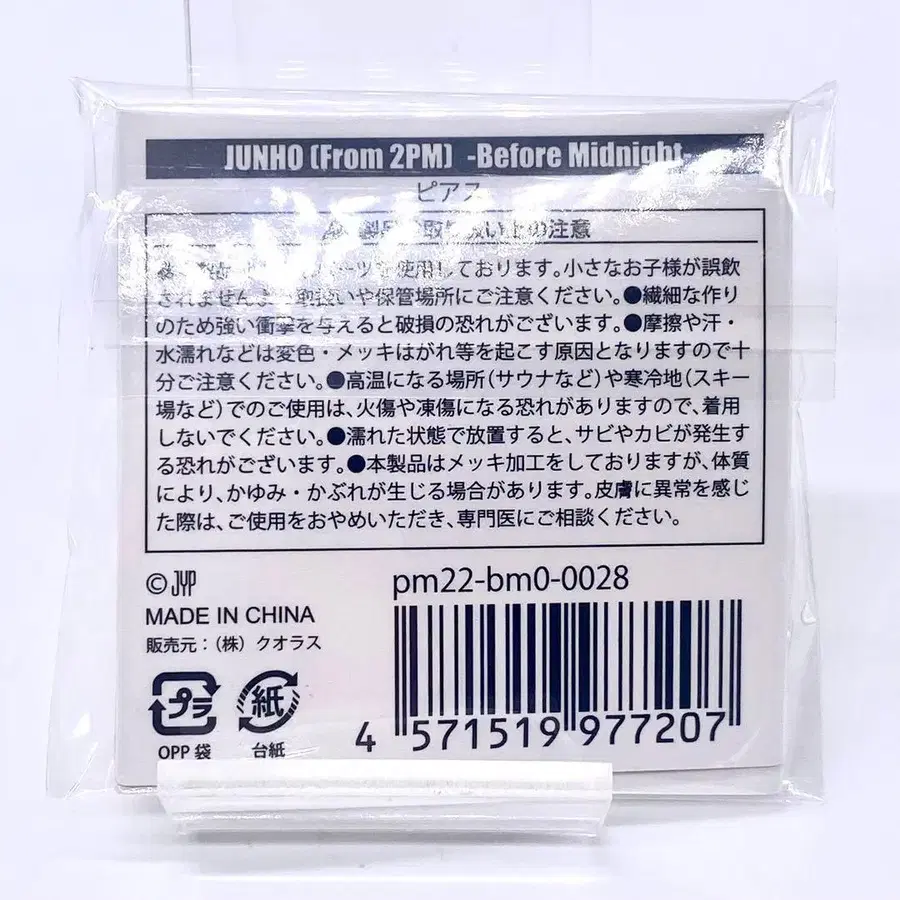 JUNHO (From 2PM) -Before Midnight-
ピアス
製品 取り扱い上の注意
ーツを使用しております。小さなお子様が誤飲
されませんよ 取扱いや保管場所にご注意ください。●繊細な作り
のため強い衝撃を与えると破損の恐れがございます。●摩擦や汗・
水濡れなどは変色・メッキはがれ等を起こす原因となりますので十
分ご注意ください。●高温になる場所(サウナなど)や寒冷地(スキー
場など)でのご使用は、火傷や凍傷になる恐れがありますので、着用
しないでください。●濡れた状態で放置すると、サビやカビが発生す
る恐れがございます。●本製品はメッキ加工をしておりますが、体質
により、かゆみ・かぶれが生じる場合があります。皮膚に異常を感じ
た際は、ご使用をおやめいただき、専門医にご相談ください。
© JYP
MADE IN CHINA
販売元:(株)クオラス
pm22-bm0-0028
プラ
OPP 袋
紙
台紙
4 571519 977207